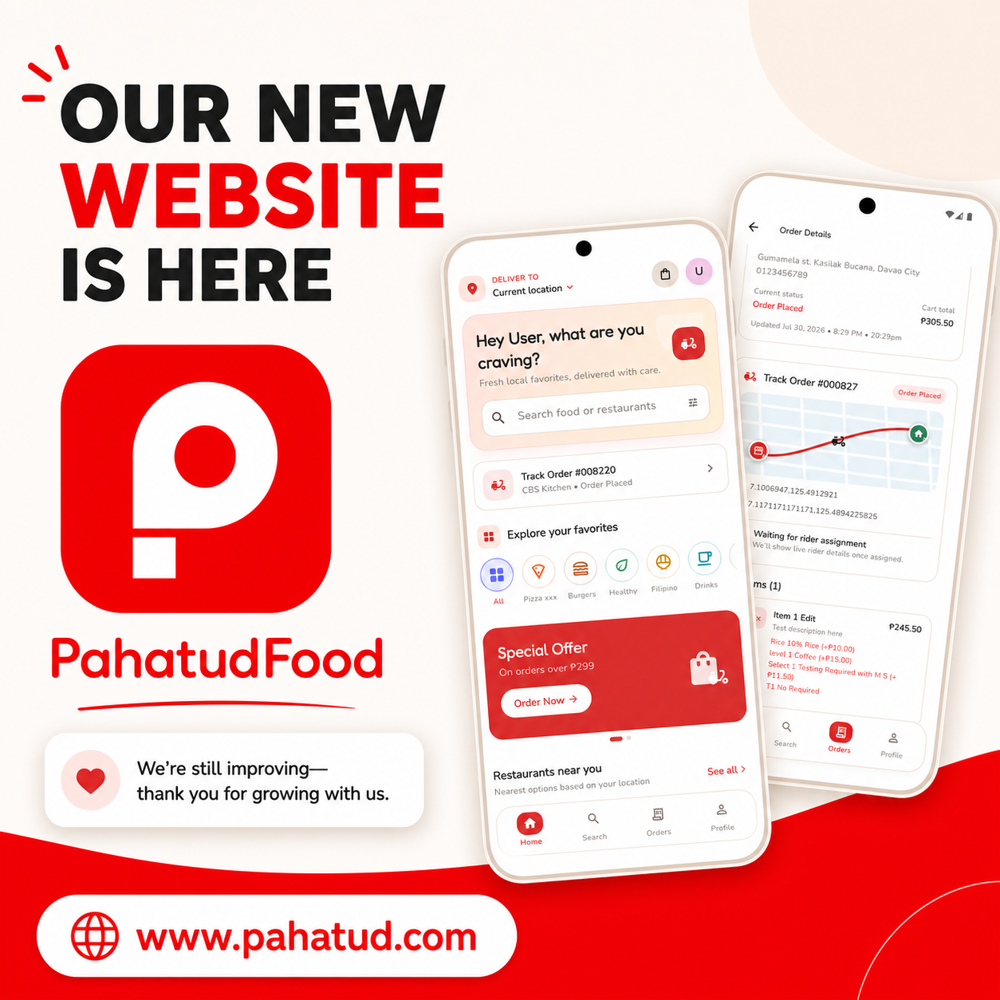 OUR NEW
WEBSITE
IS HERE
PahatudFood
We're still improving—
thank you for growing with us.
www.pahatud.com
DELIVER TO
Current location
U
Hey User, what are you
craving?
Fresh local favorites, delivered with care.
Search food or restaurants
Track Order #008220
CBS Kitchen • Order Placed
Explore your favorites
All
Pizza xxx
Burgers
Healthy
Filipino
Drinks
Special Offer
On orders over ₱299
Order Now →
Restaurants near you
See all >
Nearest options based on your location
Home
Search
Orders
Profile
Order Details
Gumamela st. Kasilak Bucana, Davao City
0123456789
Current status
Order Placed
Cart total
₱305.50
Updated Jul 30, 2026 • 8:29 PM • 20:29pm
Track Order #000827
Order Placed
7.1006947,125.4912921
7.1171171171171,125.4894225825
Waiting for rider assignment
We'll show live rider details once assigned.
ms (1)
Item 1 Edit
₱245.50
Test description here
Rice 10% Rice (+₱10.00)
level 1 Coffee (+₱15.00)
Select 1 Testing Required with M S (+
₱11.50)
T1 No Required
Search
Orders
Profile